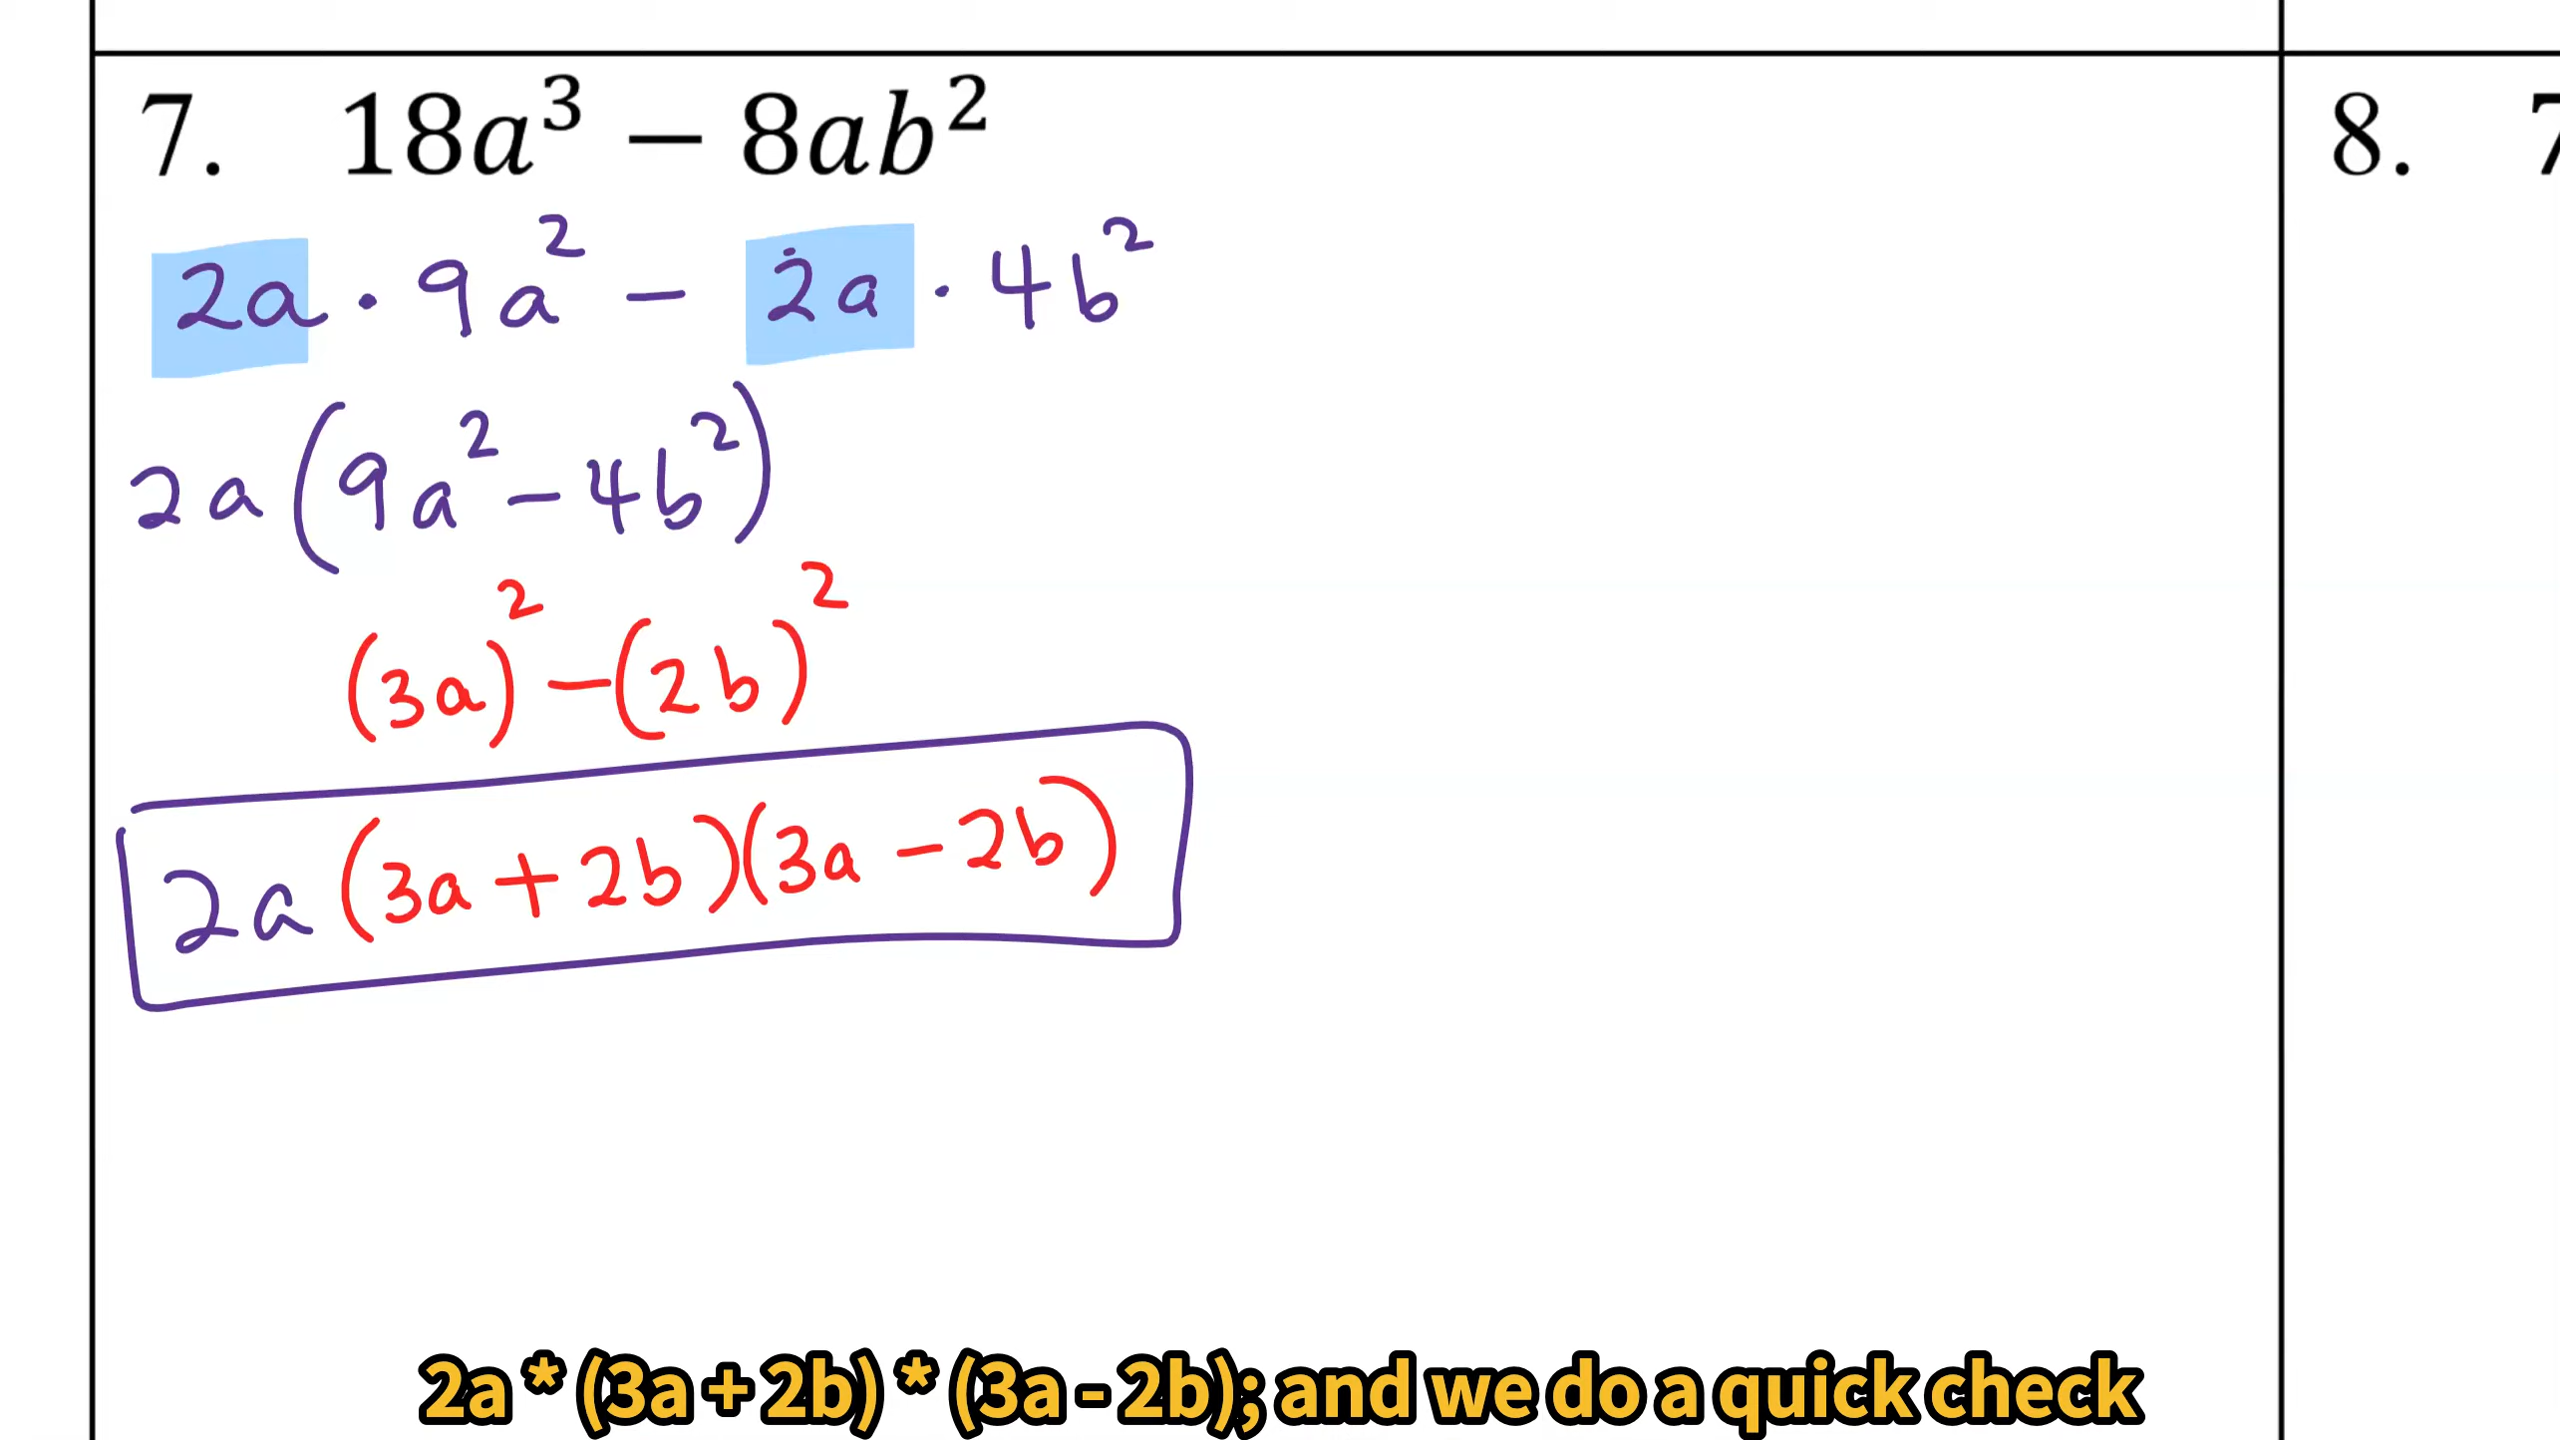 7. 18a³ − 8ab²
8. 7
2a · 9a² − 2a · 4b²
2a(9a² − 4b²)
(3a)² − (2b)²
2a(3a + 2b)(3a − 2b)
2a * (3a + 2b) * (3a - 2b); and we do a quick check